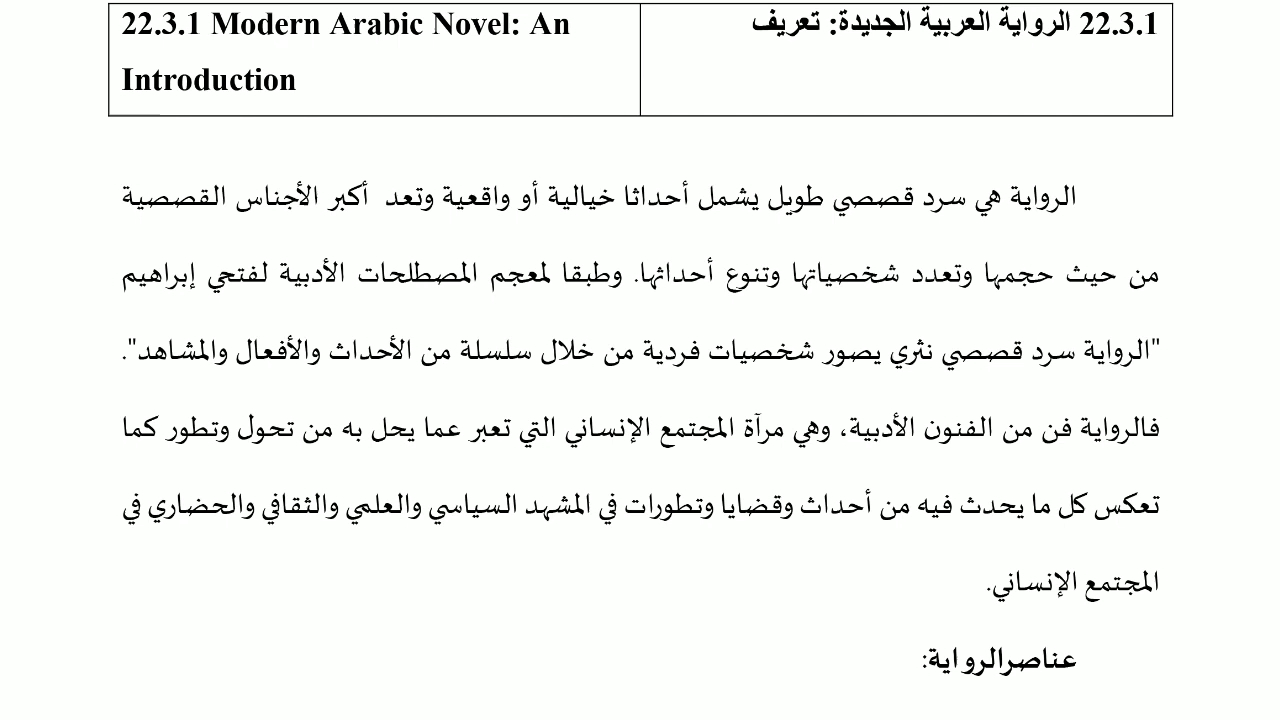 22.3.1 Modern Arabic Novel: An
Introduction
22.3.1 الرواية العربية الجديدة: تعريف
الرواية هي سرد قصصي طويل يشمل أحداثا خيالية أو واقعية وتعد أكبر الأجناس القصصية
من حيث حجمها وتعدد شخصياتها وتنوع أحداثها. وطبقا لمعجم المصطلحات الأدبية لفتحي إبراهيم
"الرواية سرد قصصي نثري يصور شخصيات فردية من خلال سلسلة من الأحداث والأفعال والمشاهد".
فالرواية فن من الفنون الأدبية، وهي مرآة المجتمع الإنساني التي تعبر عما يحل به من تحول وتطور كما
تعكس كل ما يحدث فيه من أحداث وقضايا وتطورات في المشهد السياسي والعلمي والثقافي والحضاري في
المجتمع الإنساني.
عناصرالرواية: